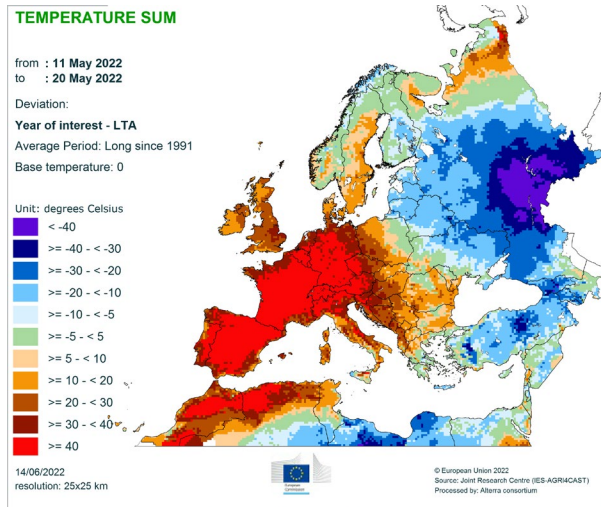 TEMPERATURE SUM
from : 11 May 2022
to : 20 May 2022
Deviation:
Year of interest - LTA
Average Period: Long since 1991
Base temperature: 0
Unit: degrees Celsius
< -40
>= -40 - < -30
>= -30 - < -20
>= -20 - < -10
>= -10 - < -5
>= -5 - < 5
>= 5 - < 10
>= 10 - < 20
>= 20 - < 30
>= 30 - < 40
>= 40
14/06/2022
resolution: 25x25 km
European
Commission
© European Union 2022
Source: Joint Research Centre (IES-AGRI4CAST)
Processed by: Alterra consortium